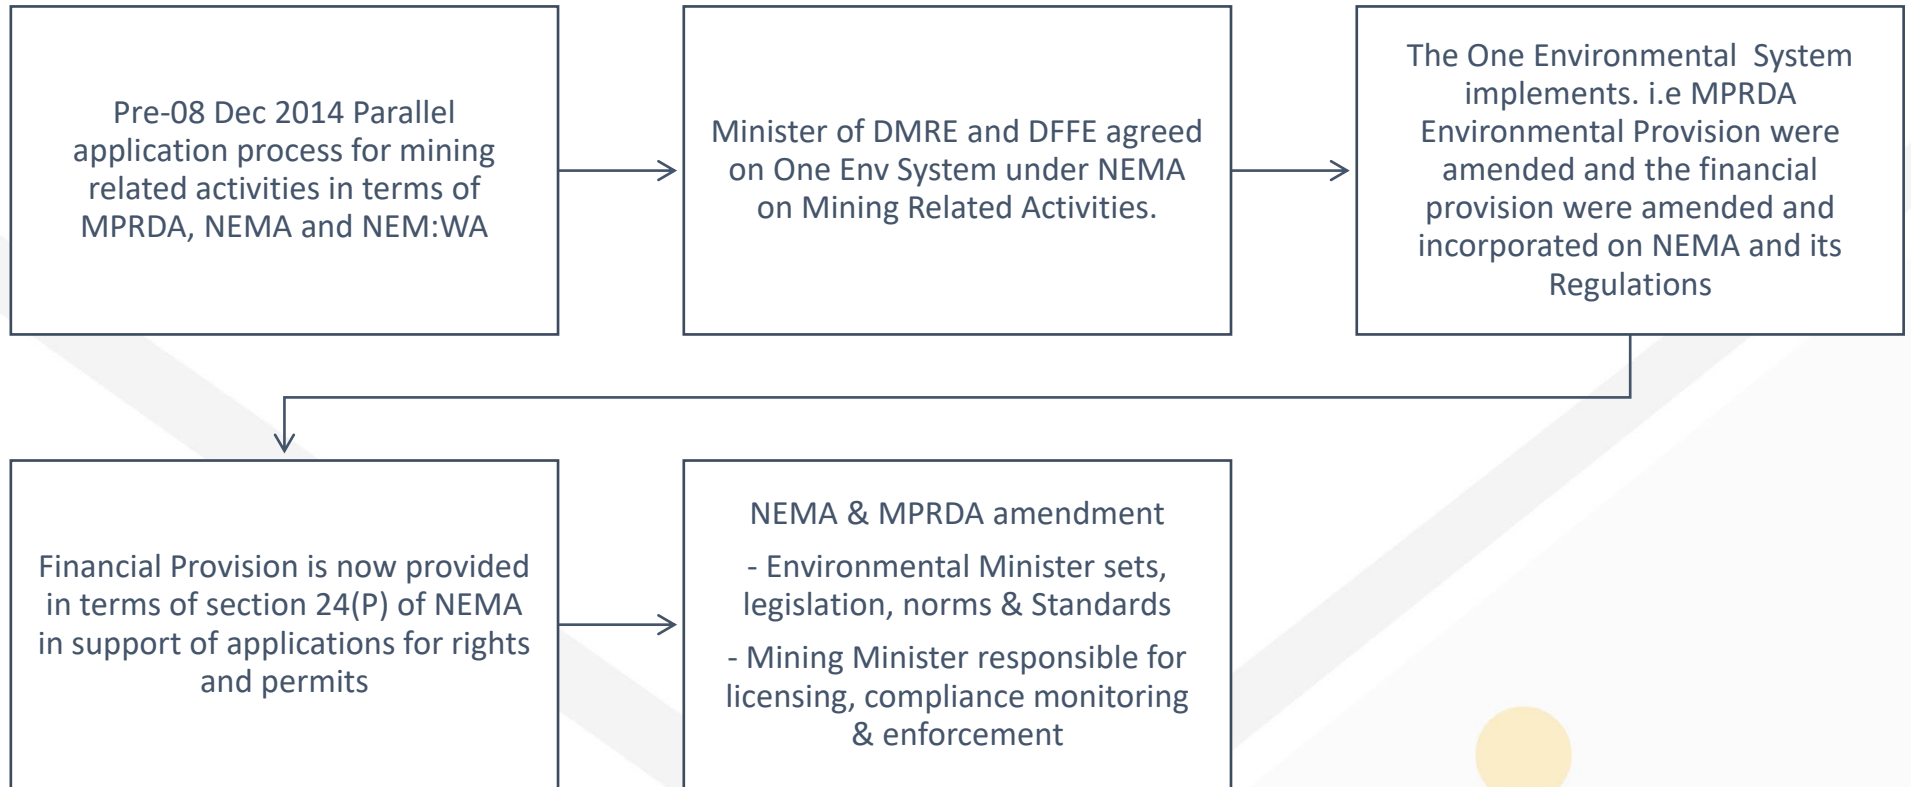 Pre-08 Dec 2014 Parallel
application process for mining
related activities in terms of
MPRDA, NEMA and NEM:WA
Minister of DMRE and DFFE agreed
on One Env System under NEMA
on Mining Related Activities.
The One Environmental  System
implements. i.e MPRDA
Environmental Provision were
amended and the financial
provision were amended and
incorporated on NEMA and its
Regulations
Financial Provision is now provided
in terms of section 24(P) of NEMA
in support of applications for rights
and permits
NEMA & MPRDA amendment
- Environmental Minister sets,
legislation, norms & Standards
- Mining Minister responsible for
licensing, compliance monitoring
& enforcement